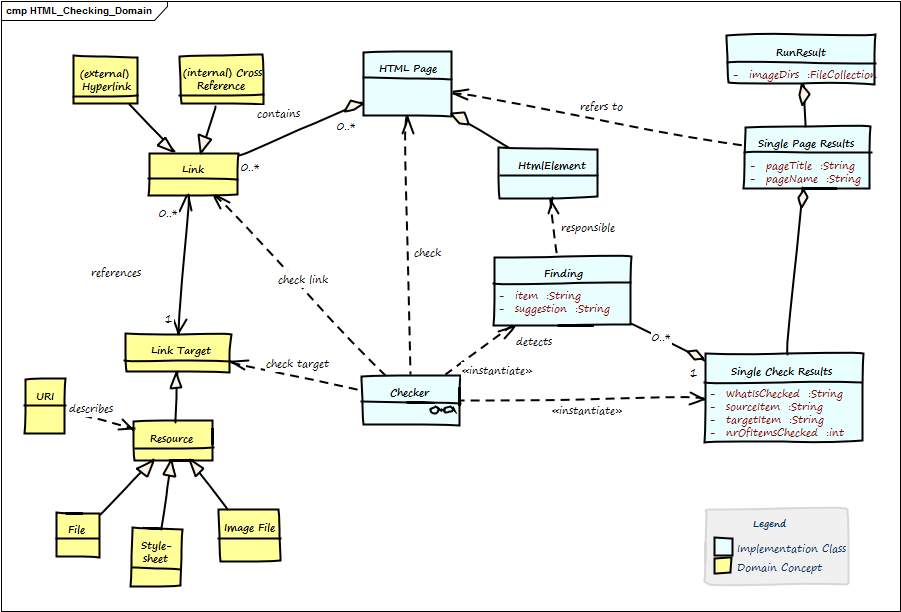 cmp HTML_Checking_Domain
(external)
Hyperlink
(internal) Cross
Reference
HTML Page
RunResult
- imageDirs :FileCollection
contains
0..*
refers to
Link
0..*
HtmlElement
Single Page Results
- pageTitle :String
- pageName :String
0..*
responsible
references
check link
check
Finding
- item :String
- suggestion :String
1
Link Target
detects
0..*
check target
«instantiate»
1
Single Check Results
- whatIsChecked :String
- sourceItem :String
- targetItem :String
- nrOfItemsChecked :int
URI
describes
Checker
«instantiate»
Resource
File
Style-
sheet
Image File
Legend
Implementation Class
Domain Concept